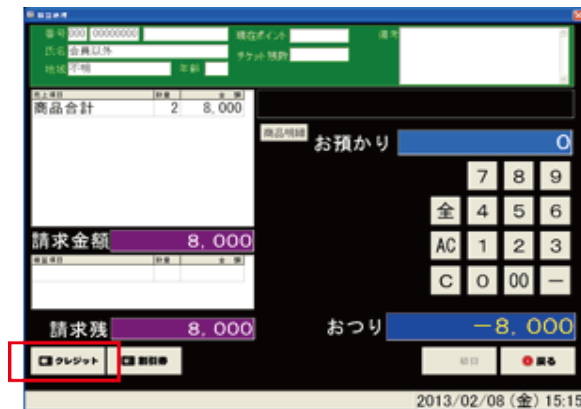 番号 000 00000000 現在ポイント 備考
氏名 会員以外 チケット残数
地域 不明 年齢
売上項目 数量 金額
商品合計 2 8,000
商品明細
お預かり 0
7 8 9
全 4 5 6
請求金額 8,000
AC 1 2 3
数量 金額
C 0 00 −
請求残 8,000 おつり −8,000
クレジット 割引券 戻る
2013/02/08 (金) 15:15